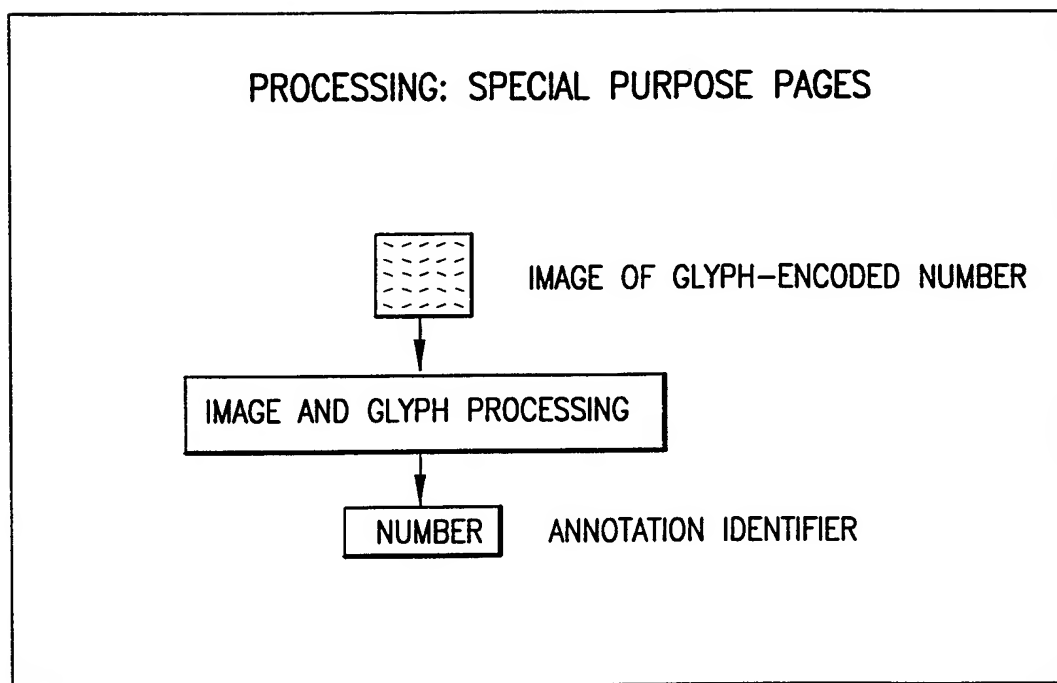 PROCESSING: SPECIAL PURPOSE PAGES
IMAGE OF GLYPH-ENCODED NUMBER
IMAGE AND GLYPH PROCESSING
NUMBER
ANNOTATION IDENTIFIER